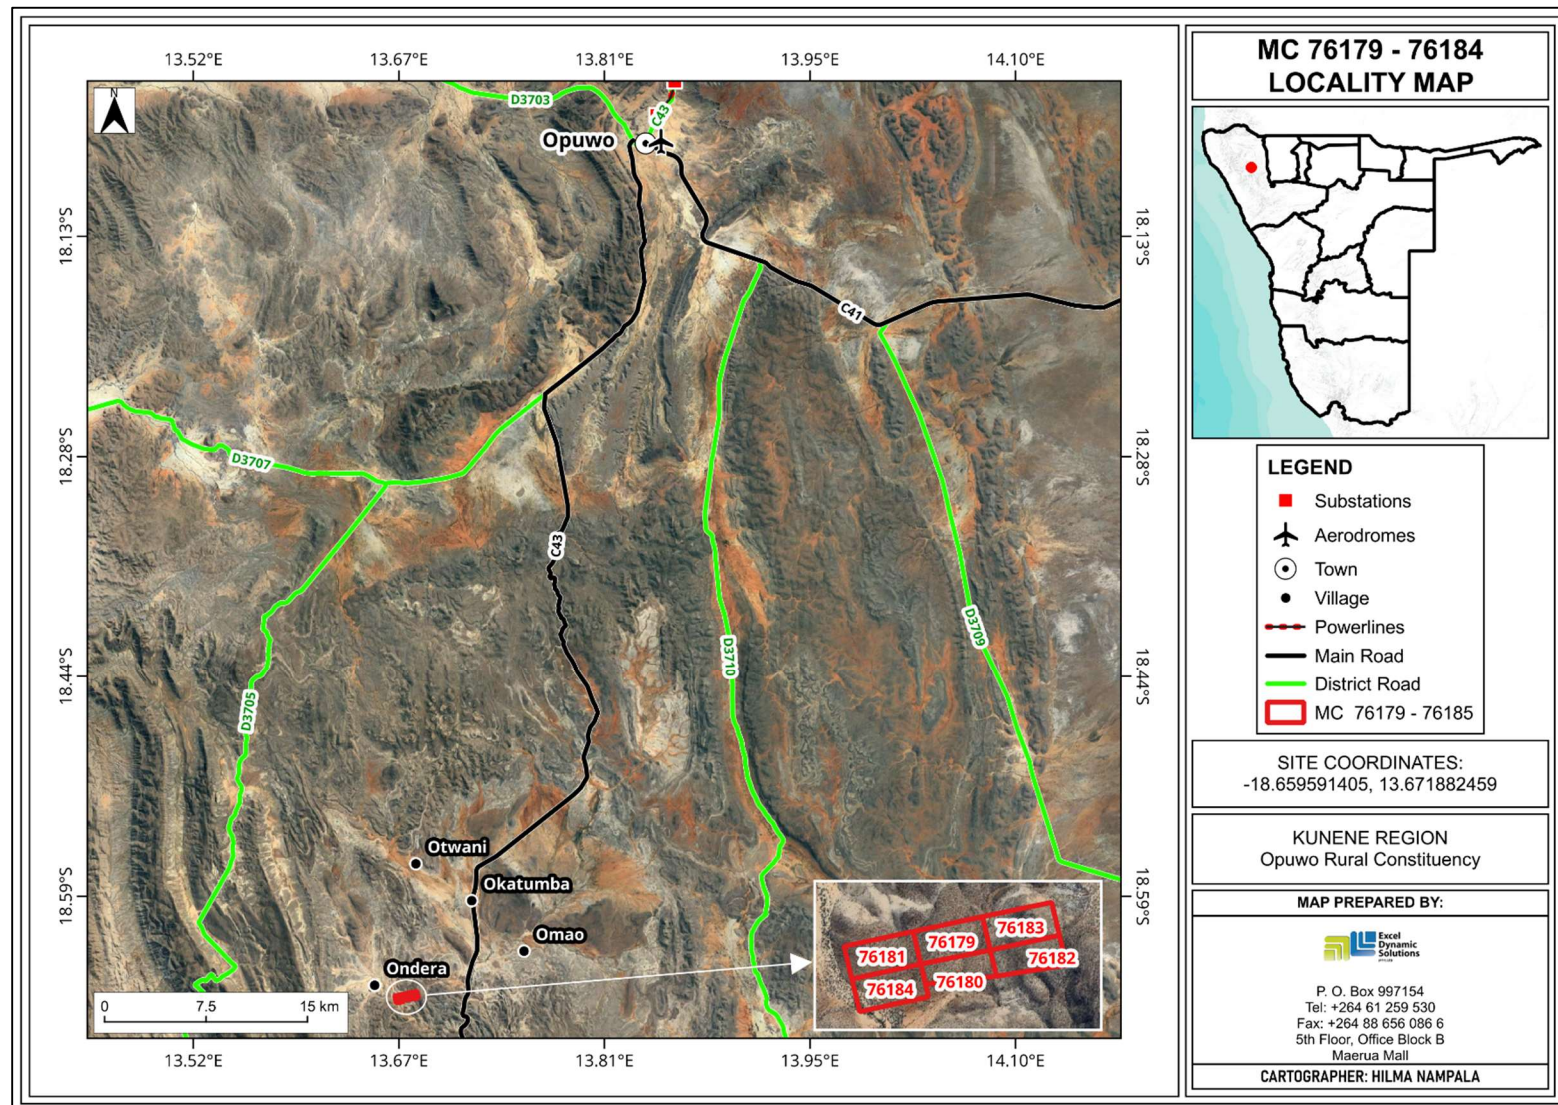 MC 76179 - 76184
LOCALITY MAP
13.52°E
13.67°E
13.81°E
13.95°E
14.10°E
N
D3703
C43
Opuwo
18.13°S
18.13°S
C41
D3707
18.28°S
18.28°S
C43
D3709
D3710
18.44°S
18.44°S
D3705
Otwani
Okatumba
18.59°S
18.59°S
Omao
Ondera
76183
76179
76181
76182
76180
76184
0 7.5 15 km
13.52°E
13.67°E
13.81°E
13.95°E
14.10°E
LEGEND
Substations
Aerodromes
Town
Village
Powerlines
Main Road
District Road
MC 76179 - 76185
SITE COORDINATES:
-18.659591405, 13.671882459
KUNENE REGION
Opuwo Rural Constituency
MAP PREPARED BY:
Excel
Dynamic
Solutions
P. O. Box 997154
Tel: +264 61 259 530
Fax: +264 88 656 086 6
5th Floor, Office Block B
Maerua Mall
CARTOGRAPHER: HILMA NAMPALA